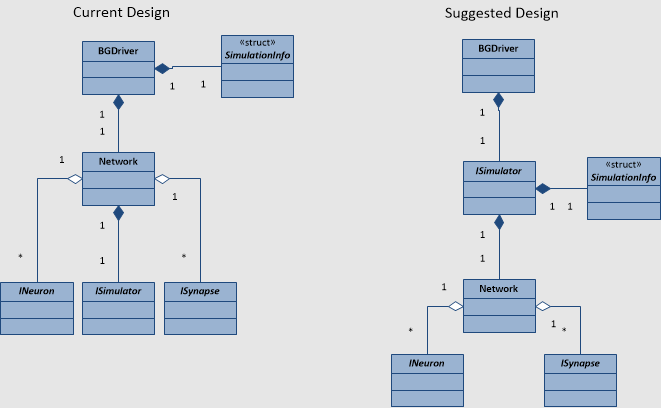 Current Design
BGDriver
«struct»
SimulationInfo
1
1
1
1
Network
1
1
1
1
*
*
INeuron
ISimulator
ISynapse
Suggested Design
BGDriver
1
1
ISimulator
«struct»
SimulationInfo
1
1
1
1
Network
1
1
*
*
INeuron
ISynapse